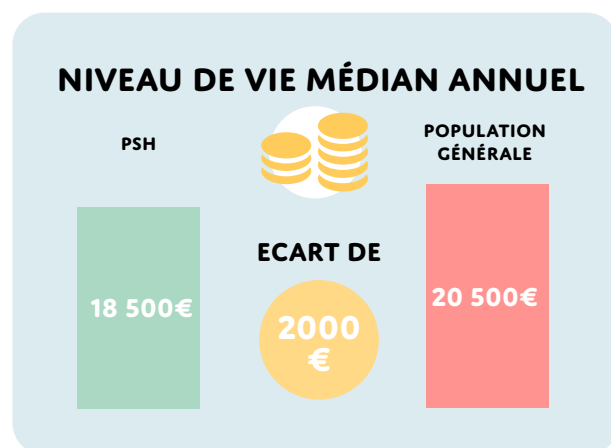 NIVEAU DE VIE MÉDIAN ANNUEL
PSH
POPULATION
GÉNÉRALE
ECART DE
18 500€
2000
€
20 500€